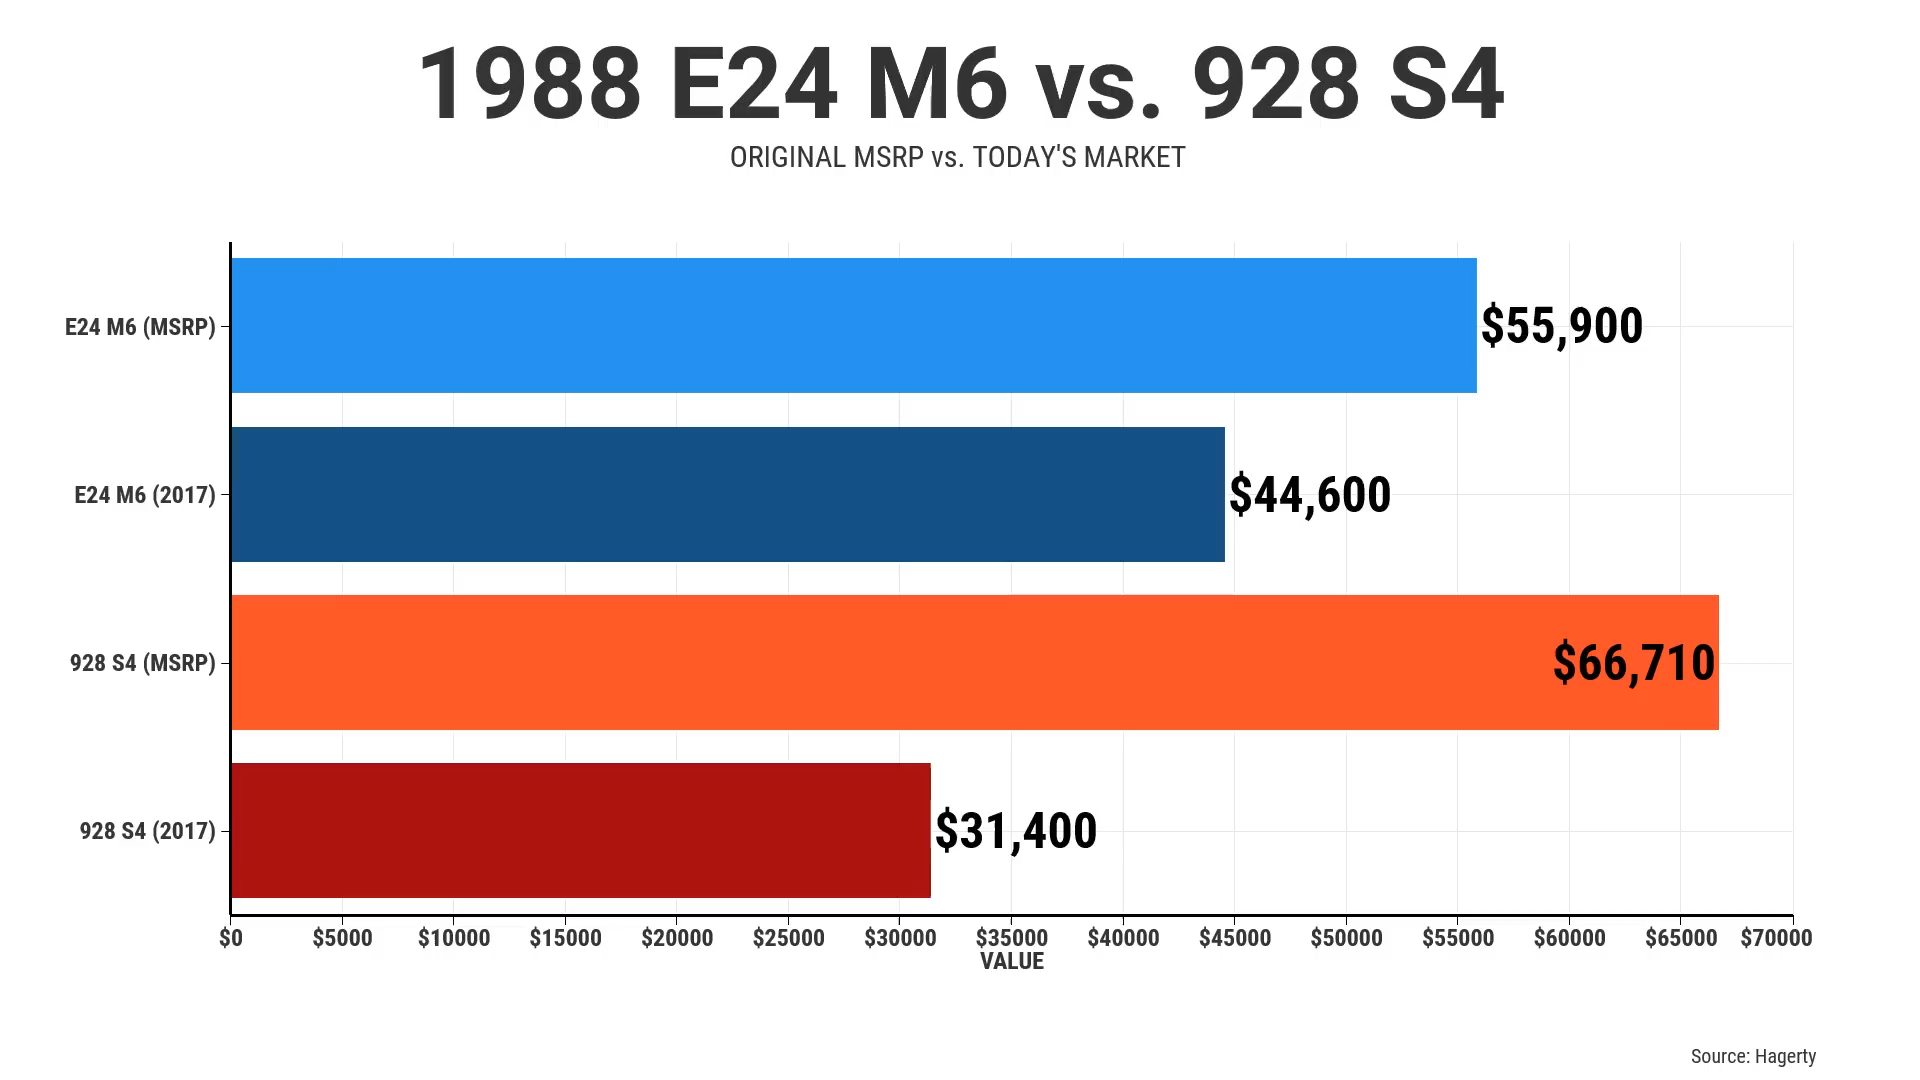 1988 E24 M6 vs. 928 S4
ORIGINAL MSRP vs. TODAY'S MARKET
E24 M6 (MSRP)
$55,900
E24 M6 (2017)
$44,600
928 S4 (MSRP)
$66,710
928 S4 (2017)
$31,400
$0 $5000 $10000 $15000 $20000 $25000 $30000 $35000 $40000 $45000 $50000 $55000 $60000 $65000 $70000
VALUE
Source: Hagerty